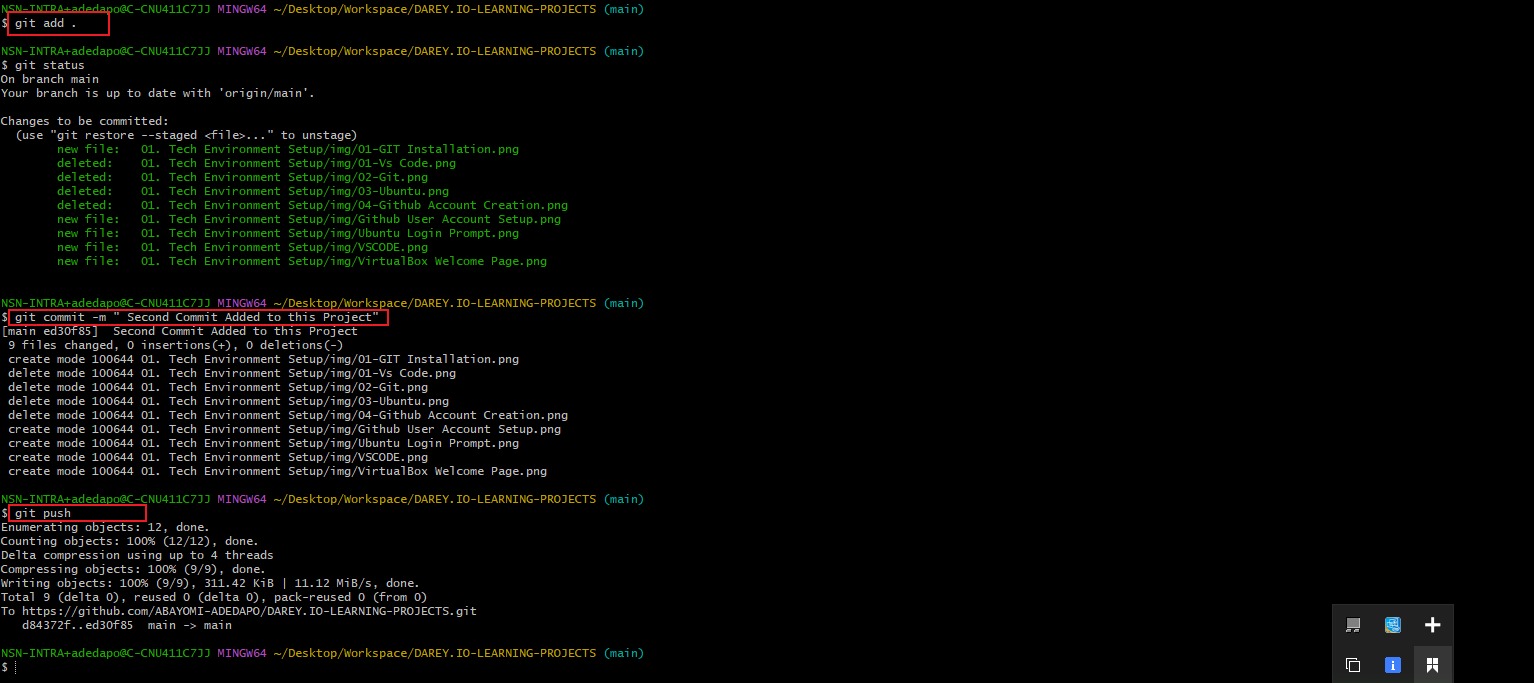 NSN-INTRA+adedapo@C-CNU411C7JJ MINGW64 ~/Desktop/Workspace/DAREY.IO-LEARNING-PROJECTS (main)
$ git add .
NSN-INTRA+adedapo@C-CNU411C7JJ MINGW64 ~/Desktop/Workspace/DAREY.IO-LEARNING-PROJECTS (main)
$ git status
On branch main
Your branch is up to date with 'origin/main'.
Changes to be committed:
  (use "git restore --staged <file>..." to unstage)
        new file:   01. Tech Environment Setup/img/01-GIT Installation.png
        deleted:    01. Tech Environment Setup/img/01-Vs Code.png
        deleted:    01. Tech Environment Setup/img/02-Git.png
        deleted:    01. Tech Environment Setup/img/03-Ubuntu.png
        deleted:    01. Tech Environment Setup/img/04-Github Account Creation.png
        new file:   01. Tech Environment Setup/img/Github User Account Setup.png
        new file:   01. Tech Environment Setup/img/Ubuntu Login Prompt.png
        new file:   01. Tech Environment Setup/img/VSCODE.png
        new file:   01. Tech Environment Setup/img/VirtualBox Welcome Page.png
NSN-INTRA+adedapo@C-CNU411C7JJ MINGW64 ~/Desktop/Workspace/DAREY.IO-LEARNING-PROJECTS (main)
$ git commit -m " Second Commit Added to this Project"
[main ed30f85]  Second Commit Added to this Project
 9 files changed, 0 insertions(+), 0 deletions(-)
 create mode 100644 01. Tech Environment Setup/img/01-GIT Installation.png
 delete mode 100644 01. Tech Environment Setup/img/01-Vs Code.png
 delete mode 100644 01. Tech Environment Setup/img/02-Git.png
 delete mode 100644 01. Tech Environment Setup/img/03-Ubuntu.png
 delete mode 100644 01. Tech Environment Setup/img/04-Github Account Creation.png
 create mode 100644 01. Tech Environment Setup/img/Github User Account Setup.png
 create mode 100644 01. Tech Environment Setup/img/Ubuntu Login Prompt.png
 create mode 100644 01. Tech Environment Setup/img/VSCODE.png
 create mode 100644 01. Tech Environment Setup/img/VirtualBox Welcome Page.png
NSN-INTRA+adedapo@C-CNU411C7JJ MINGW64 ~/Desktop/Workspace/DAREY.IO-LEARNING-PROJECTS (main)
$ git push
Enumerating objects: 12, done.
Counting objects: 100% (12/12), done.
Delta compression using up to 4 threads
Compressing objects: 100% (9/9), done.
Writing objects: 100% (9/9), 311.42 KiB | 11.12 MiB/s, done.
Total 9 (delta 0), reused 0 (delta 0), pack-reused 0 (from 0)
To https://github.com/ABAYOMI-ADEDAPO/DAREY.IO-LEARNING-PROJECTS.git
   d84372f..ed30f85  main -> main
NSN-INTRA+adedapo@C-CNU411C7JJ MINGW64 ~/Desktop/Workspace/DAREY.IO-LEARNING-PROJECTS (main)
$